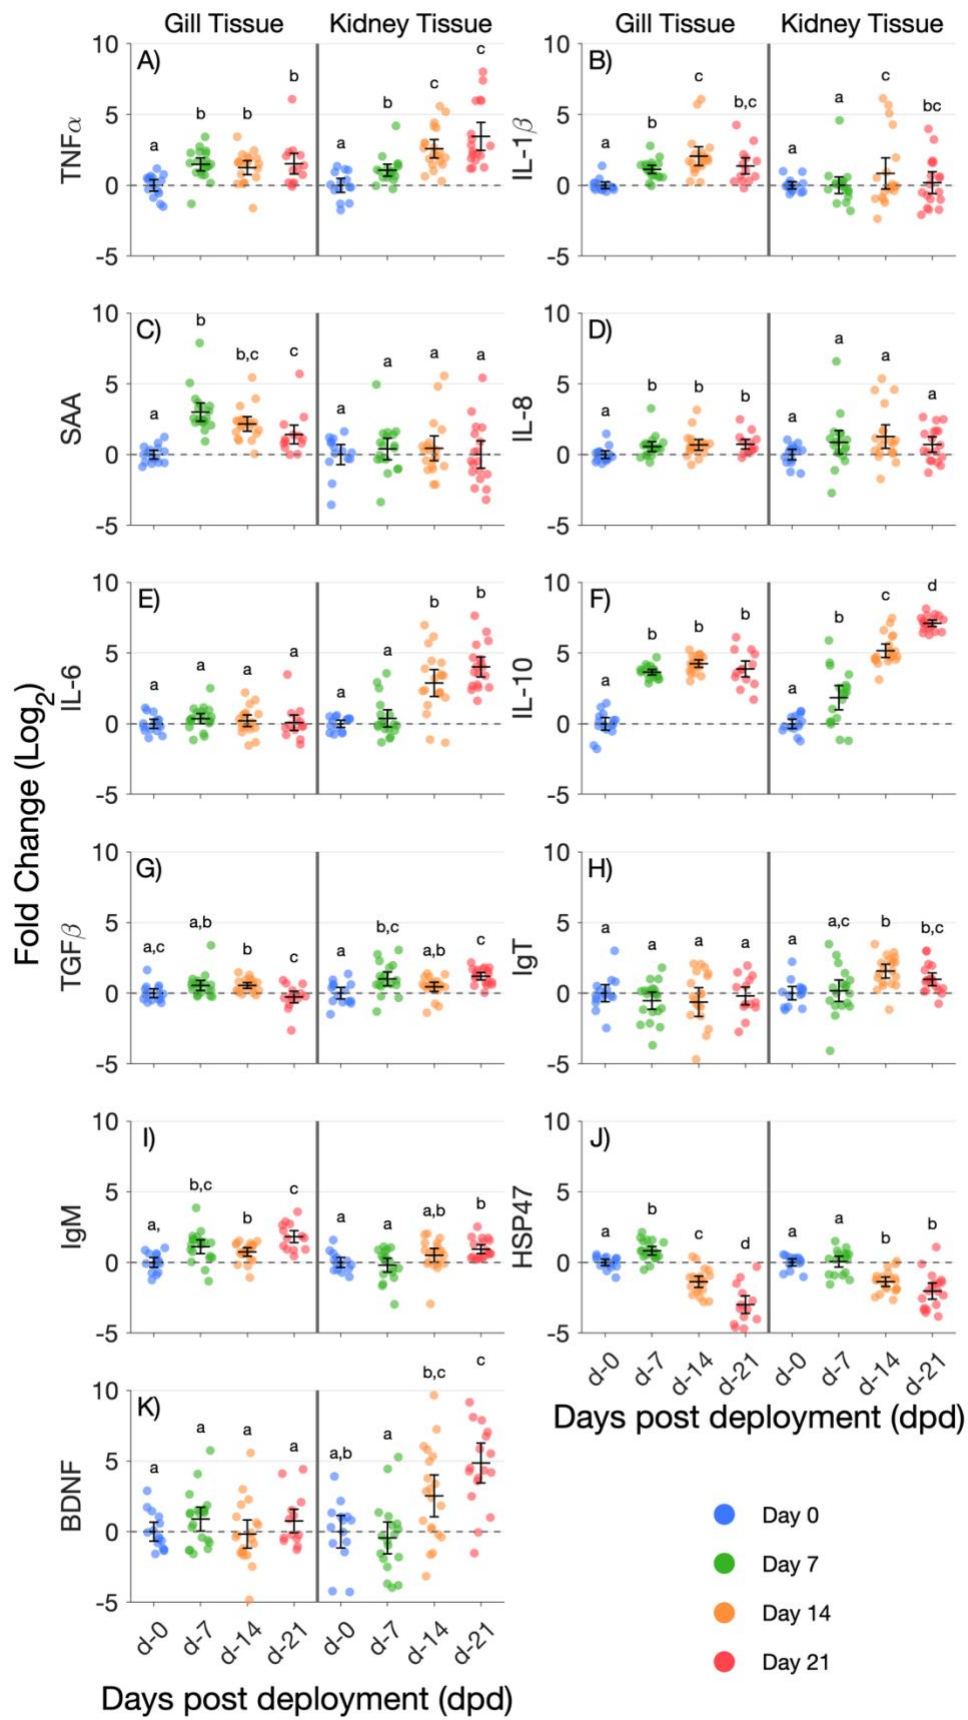 Gill Tissue Kidney Tissue Gill Tissue Kidney Tissue
Fold Change (Log2)
A) TNFα
10
5
0
-5
a b b b a b c c
B) IL-1β
10
5
0
-5
a b c b,c a a c bc
C) SAA
10
5
0
-5
a b b,c c a a a a
D) IL-8
10
5
0
-5
a b b b a a a a
E) IL-6
10
5
0
-5
a a a a a a b b
F) IL-10
10
5
0
-5
a b b b a b c d
G) TGFβ
10
5
0
-5
a,c a,b b c a b,c a,b c
H) IgT
10
5
0
-5
a a a a a a,c b b,c
I) IgM
10
5
0
-5
a, b,c b c a a a,b b
J) HSP47
10
5
0
-5
a b c d a a b b
d-0 d-7 d-14 d-21 d-0 d-7 d-14 d-21
Days post deployment (dpd)
K) BDNF
10
5
0
-5
a a a a a,b a b,c c
d-0 d-7 d-14 d-21 d-0 d-7 d-14 d-21
Days post deployment (dpd)
Day 0
Day 7
Day 14
Day 21